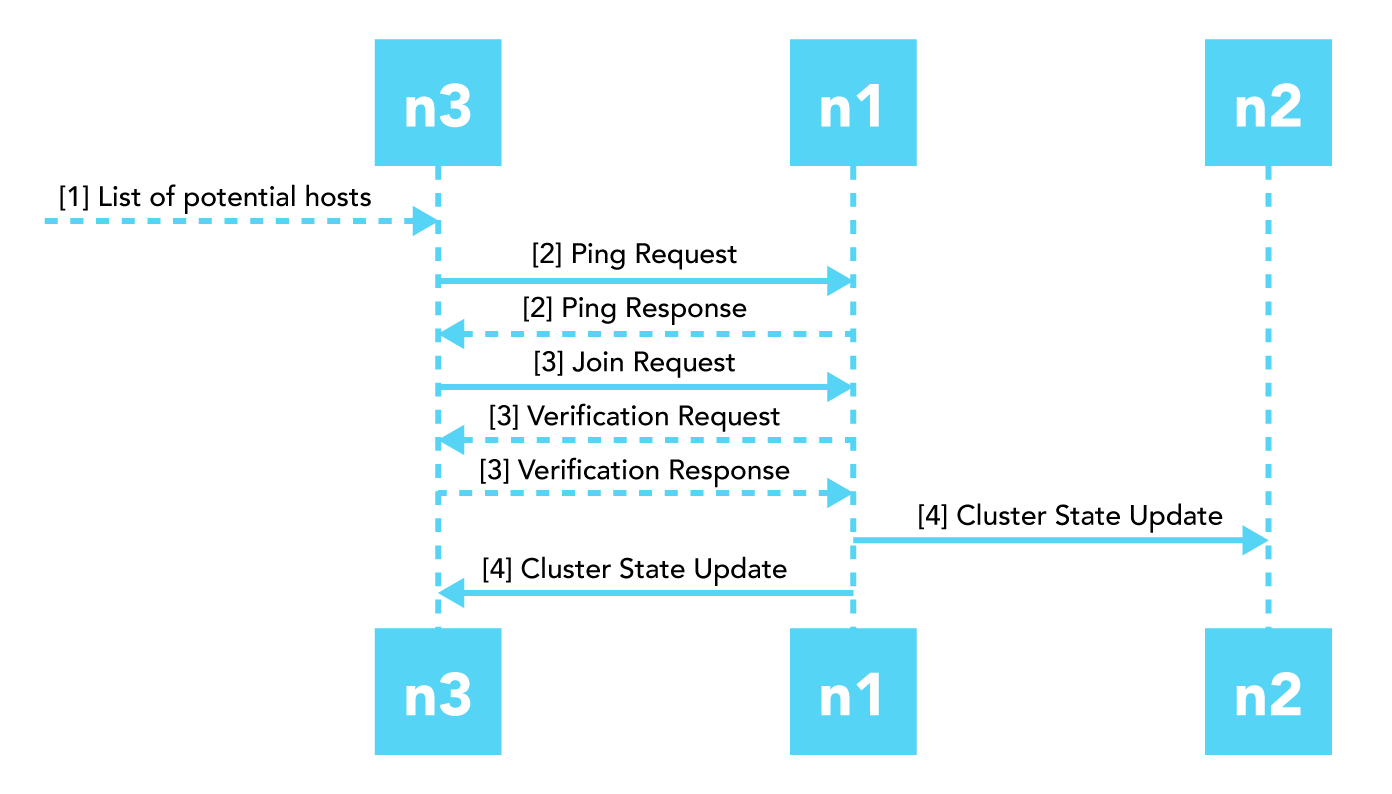 n3
n1
n2
[1] List of potential hosts
[2] Ping Request
[2] Ping Response
[3] Join Request
[3] Verification Request
[3] Verification Response
[4] Cluster State Update
[4] Cluster State Update
n3
n1
n2